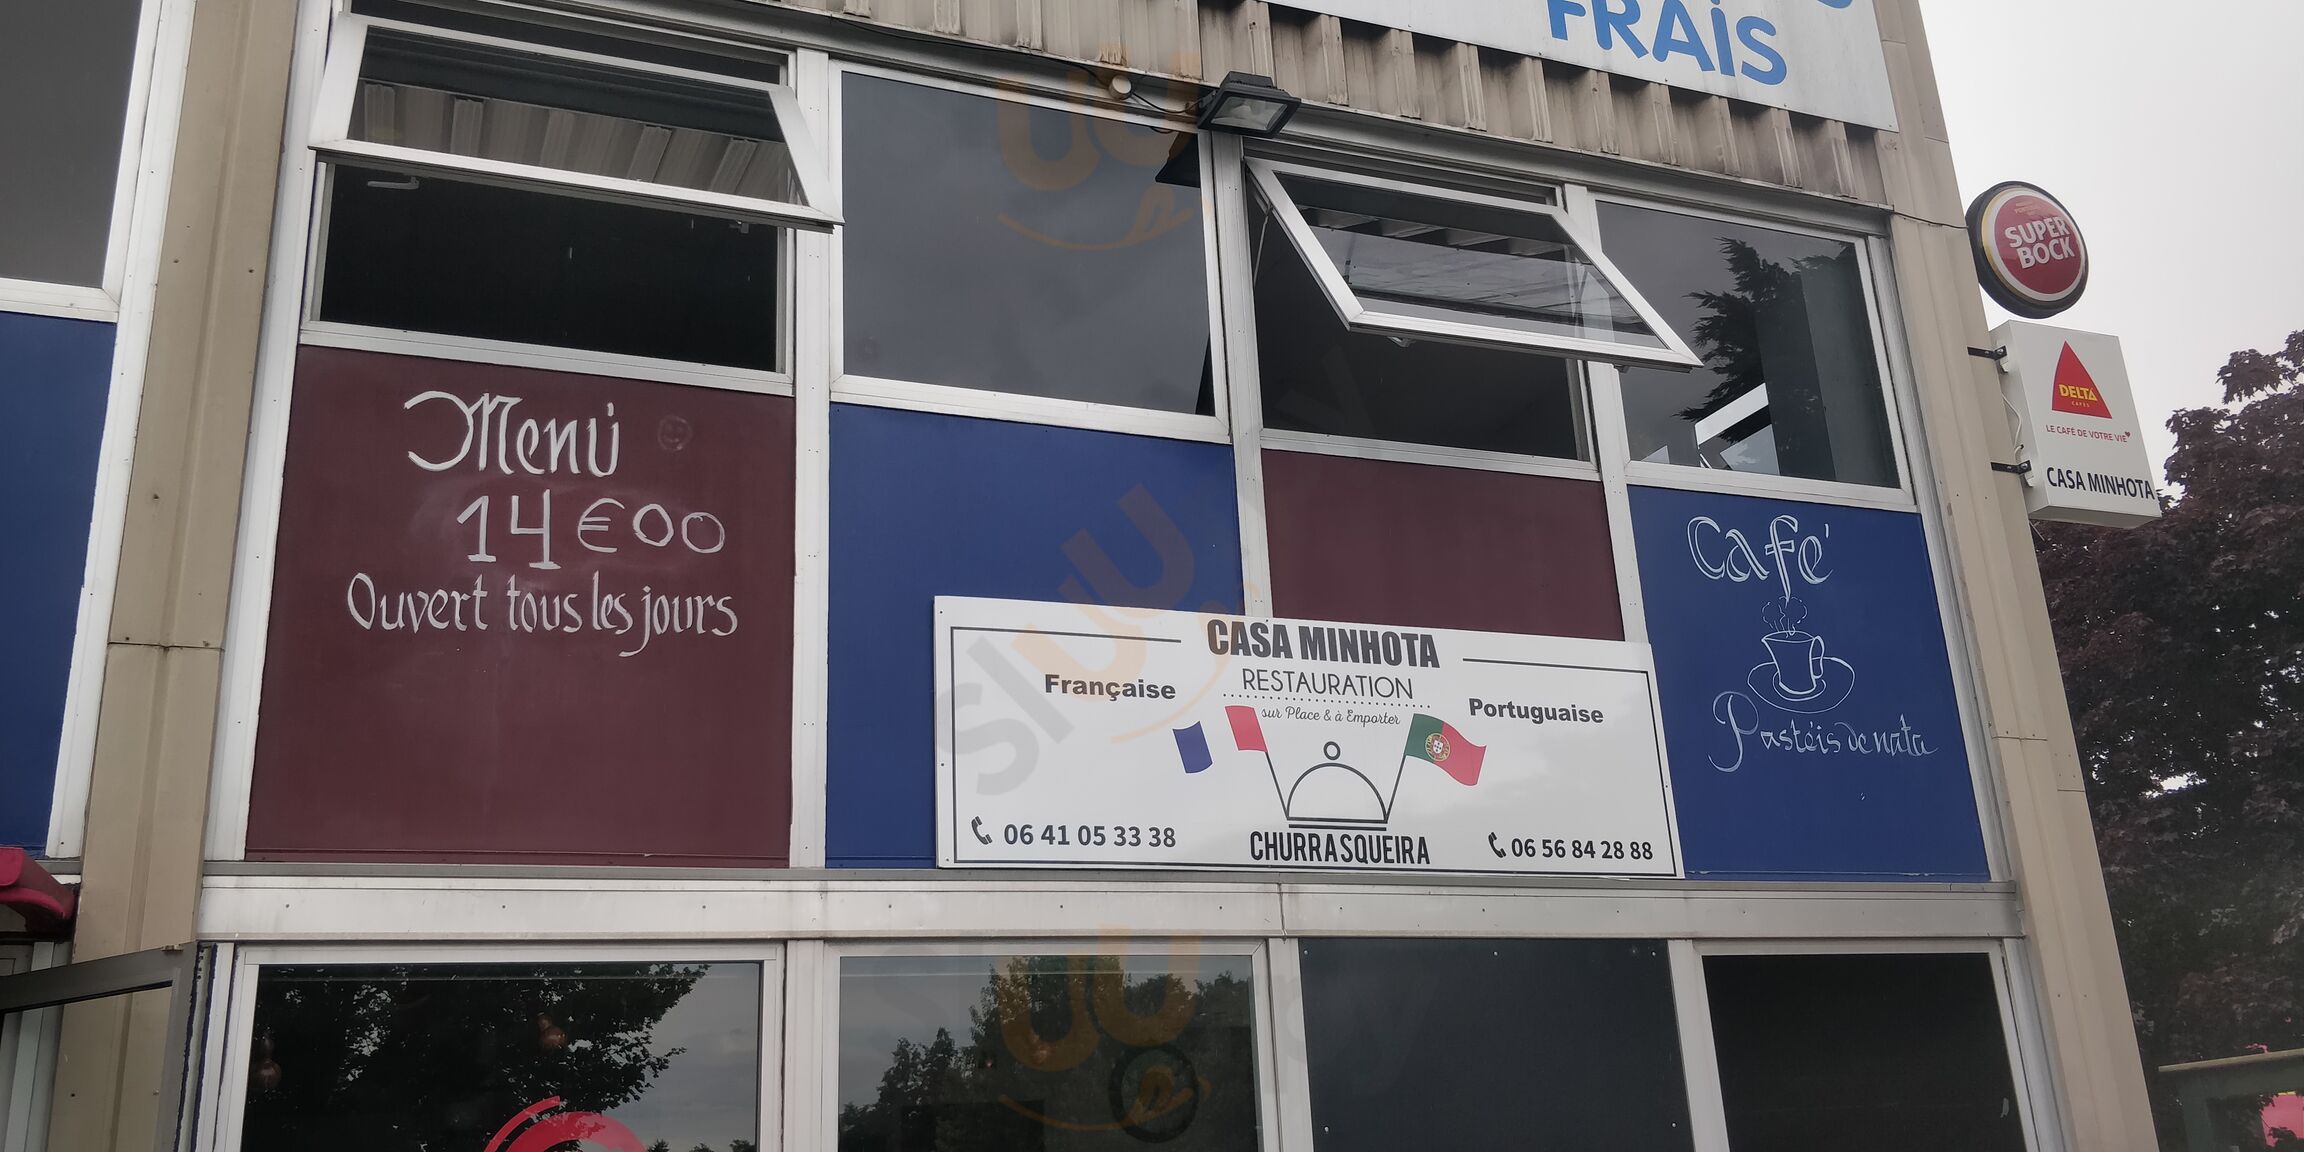 FRAIS
SUPER
BOCK
DELTA
CAFÉS
LE CAFÉ DE VOTRE VIE
CASA MINHOTA
Menú
14€00
Ouvert tous les jours
CASA MINHOTA
RESTAURATION
Française
Portuguaise
sur Place & à Emporter
CHURRASQUEIRA
06 41 05 33 38
06 56 84 28 88
Café
Pastéis de nata